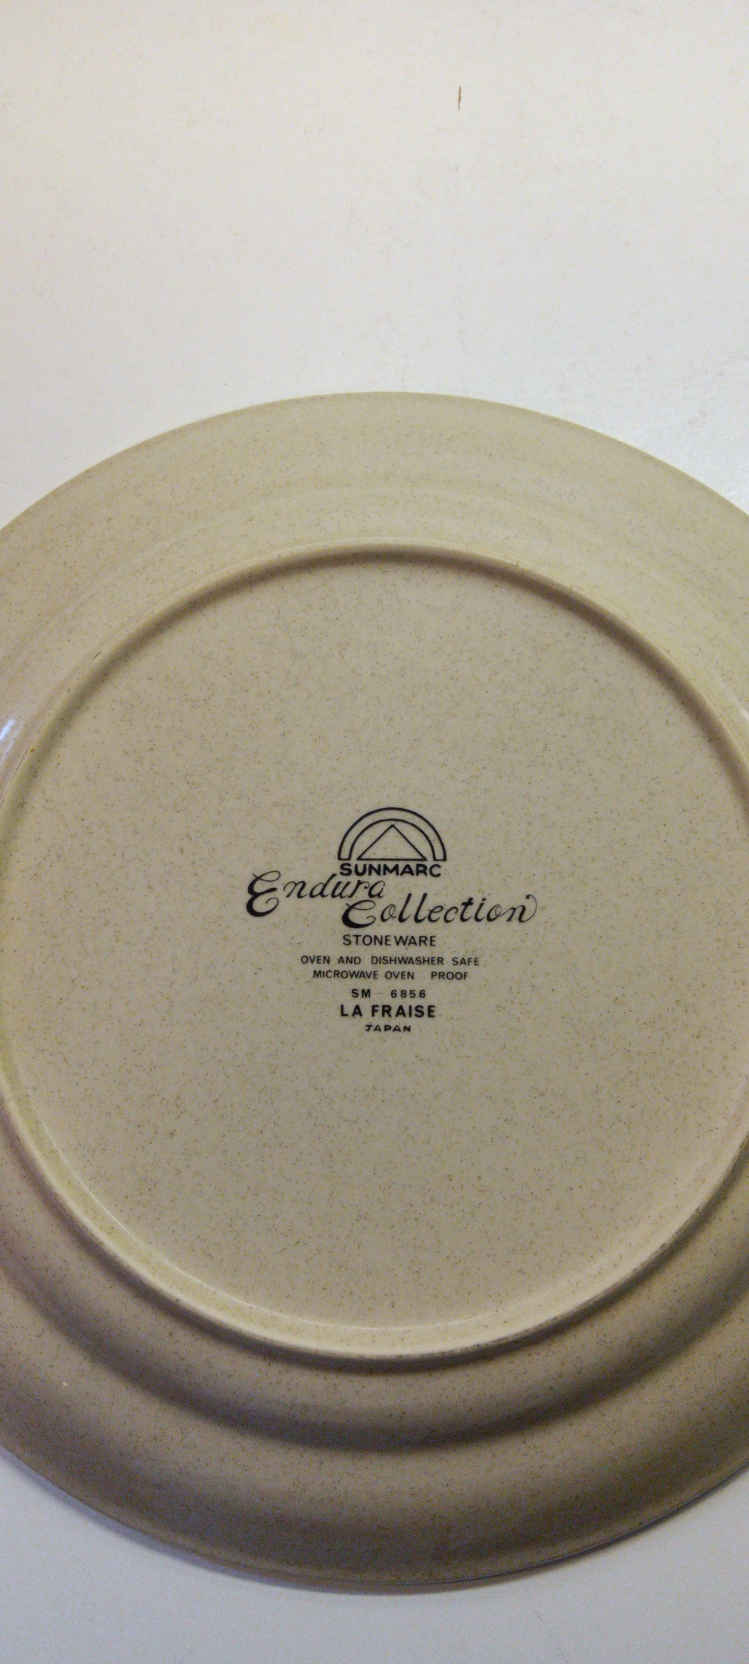 SUNMARC
Endura
Collection
STONEWARE
OVEN AND DISHWASHER SAFE
MICROWAVE OVEN PROOF
SM 6856
LA FRAISE
JAPAN